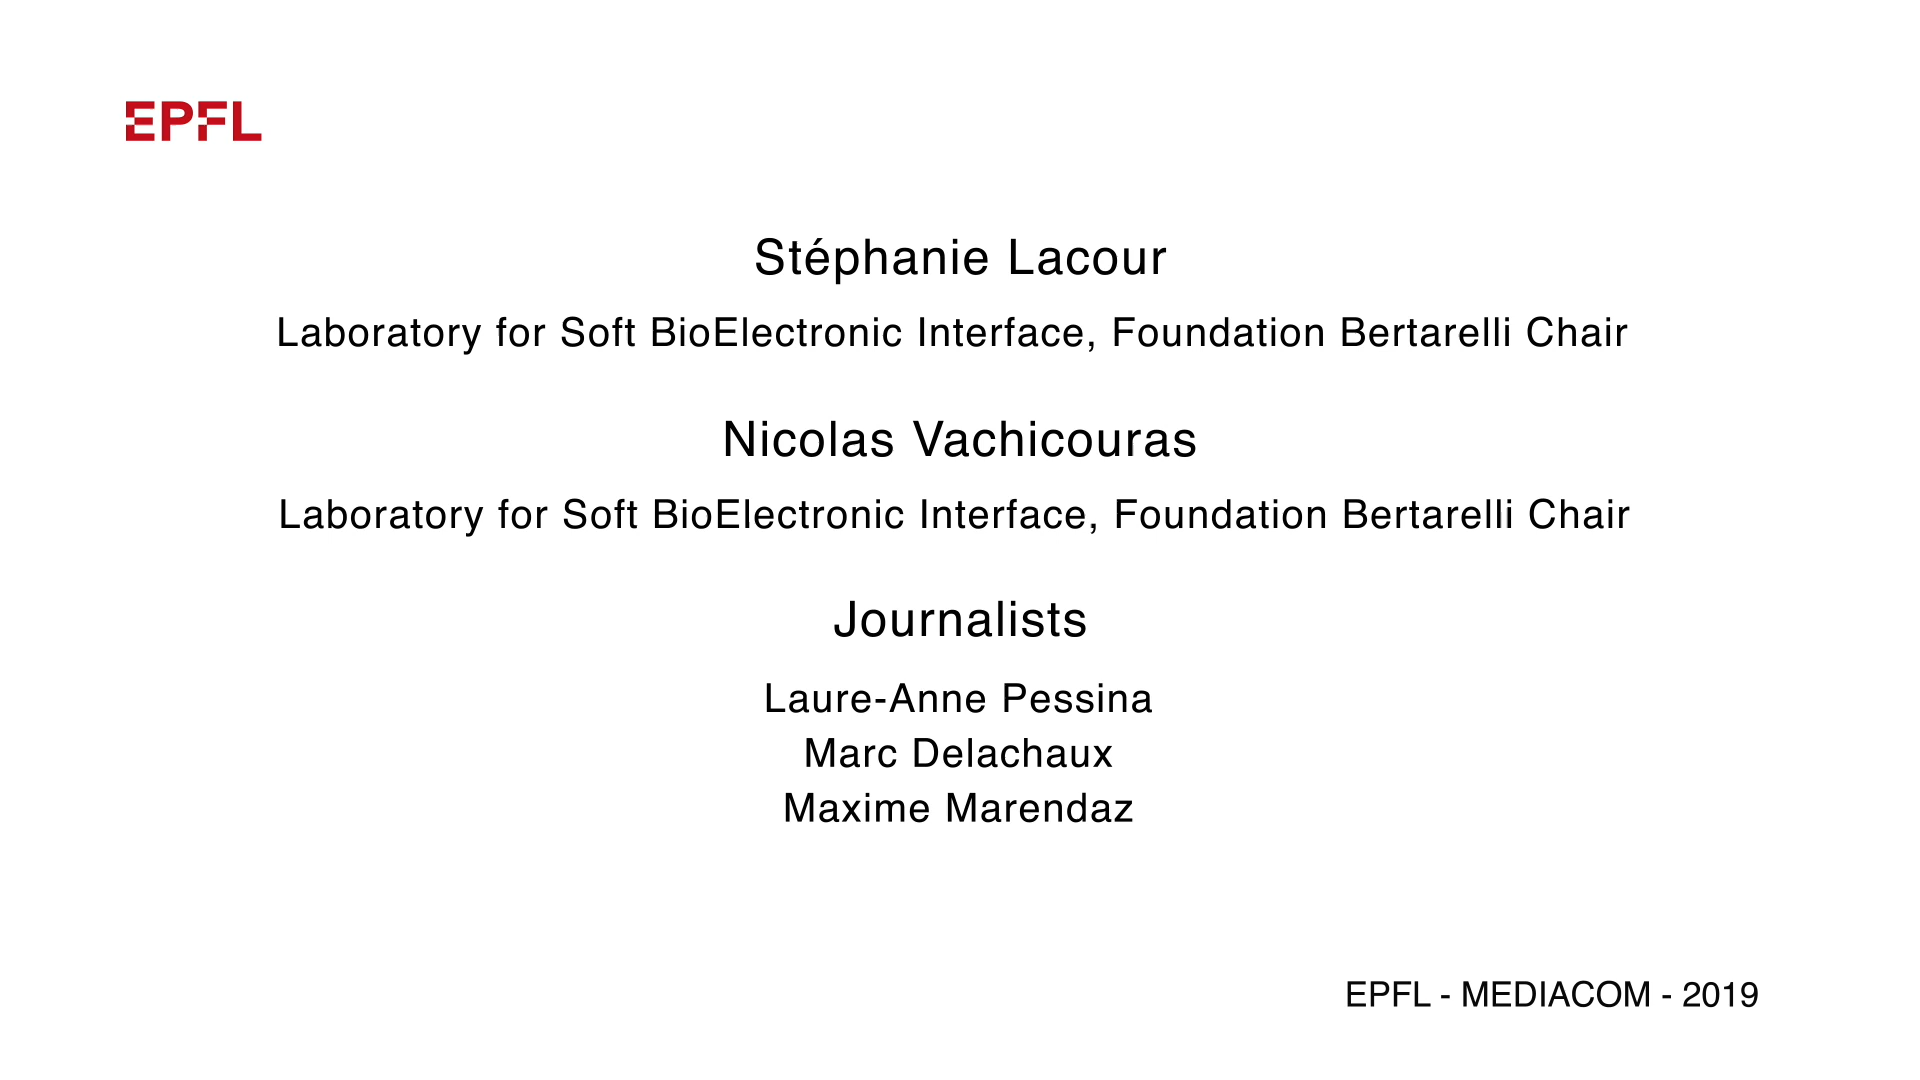 EPFL
Stéphanie Lacour
Laboratory for Soft BioElectronic Interface, Foundation Bertarelli Chair
Nicolas Vachicouras
Laboratory for Soft BioElectronic Interface, Foundation Bertarelli Chair
Journalists
Laure-Anne Pessina
Marc Delachaux
Maxime Marendaz
EPFL - MEDIACOM - 2019